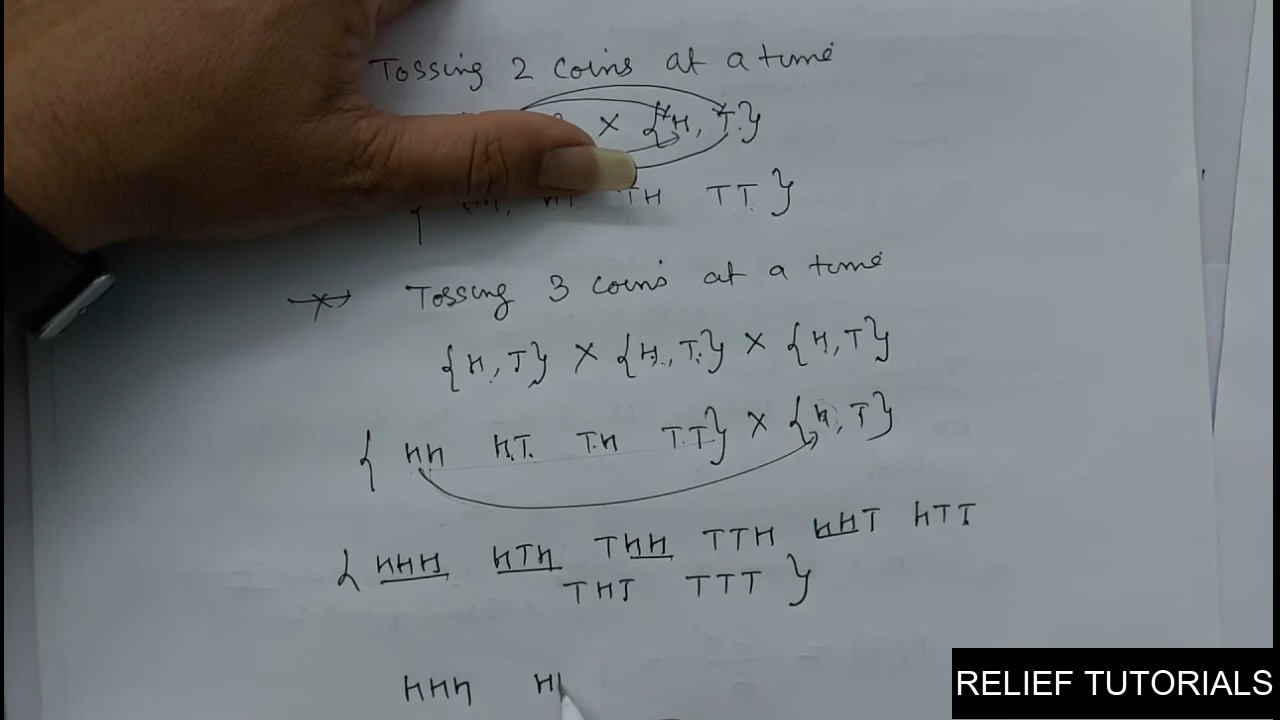 Tossing 2 coins at a time
× {H, T}
TH TT }
Tossing 3 coins at a time
{H, T} × {H, T} × {H, T}
{ HH HT TH TT} × {H, T}
{ HHH HTH THH TTH HHT HTT
THT TTT }
HHH
RELIEF TUTORIALS